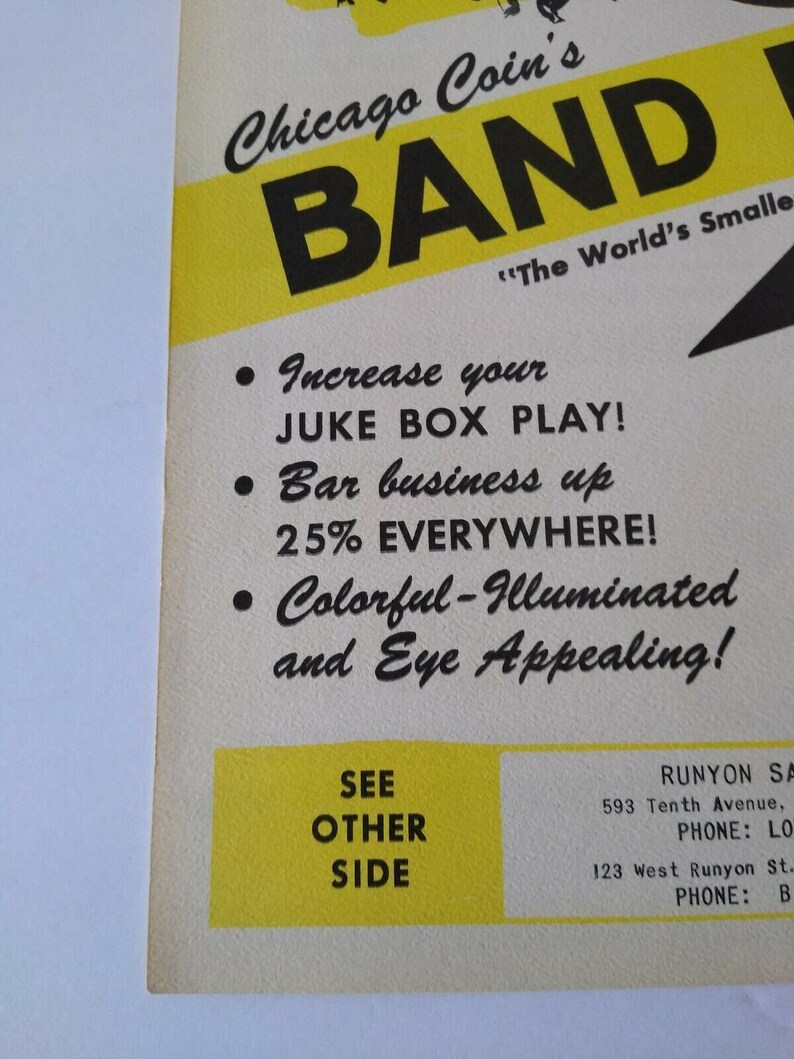 Chicago Coin's
BAND
"The World's Smalle
• Increase your
JUKE BOX PLAY!
• Bar business up
25% EVERYWHERE!
• Colorful-Illuminated
and Eye Appealing!
SEE
OTHER
SIDE
RUNYON SA
593 Tenth Avenue,
PHONE: LO
123 West Runyon St.
PHONE: B